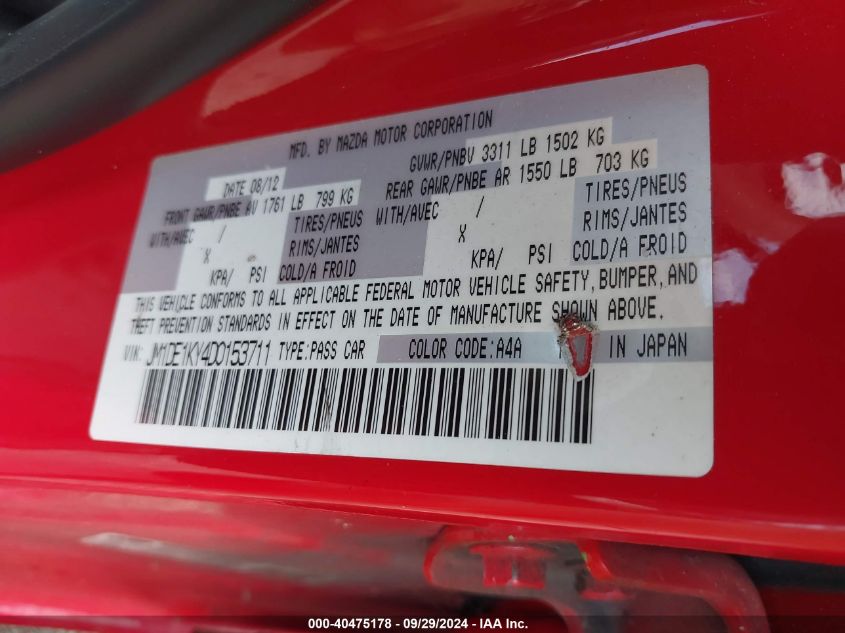 MFD. BY MAZDA MOTOR CORPORATION
DATE 08/12 GVWR/PNBV 3311 LB 1502 KG
FRONT GAWR/PNBE AV 1761 LB 799 KG REAR GAWR/PNBE AR 1550 LB 703 KG
WITH/AVEC / TIRES/PNEUS WITH/AVEC / TIRES/PNEUS
X RIMS/JANTES X RIMS/JANTES
KPA/ PSI COLD/A FROID KPA/ PSI COLD/A FROID
THIS VEHICLE CONFORMS TO ALL APPLICABLE FEDERAL MOTOR VEHICLE SAFETY, BUMPER, AND
THEFT PREVENTION STANDARDS IN EFFECT ON THE DATE OF MANUFACTURE SHOWN ABOVE.
VIN: JM1DE1KY4D0153711 TYPE:PASS CAR COLOR CODE:A4A IN JAPAN
000-40475178 - 09/29/2024 - IAA Inc.